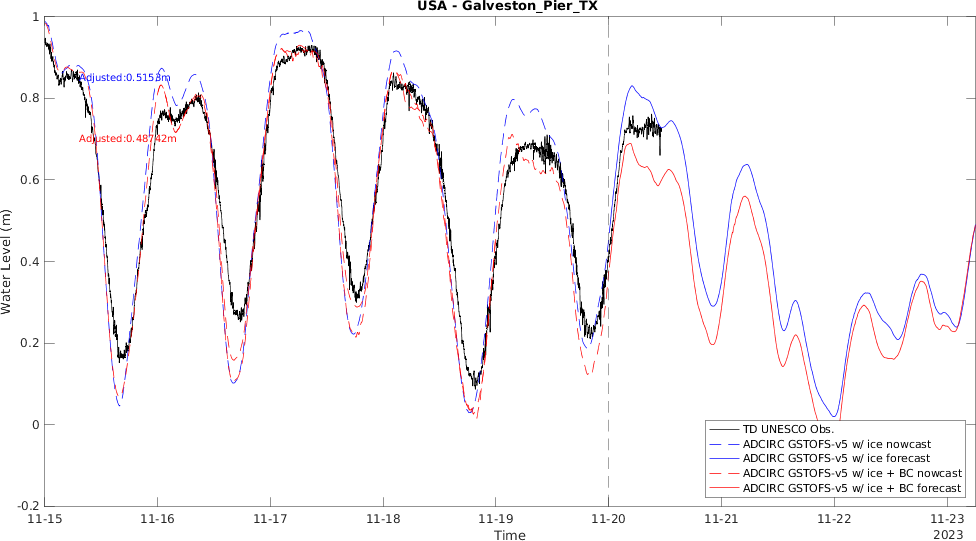 USA - Galveston_Pier_TX
1
0.8
0.6
0.4
0.2
0
-0.2
Water Level (m)
Adjusted:0.5153m
Adjusted:0.48742m
TD UNESCO Obs.
ADCIRC GSTOFS-v5 w/ ice nowcast
ADCIRC GSTOFS-v5 w/ ice forecast
ADCIRC GSTOFS-v5 w/ ice + BC nowcast
ADCIRC GSTOFS-v5 w/ ice + BC forecast
11-15 11-16 11-17 11-18 11-19 11-20 11-21 11-22 11-23
Time
2023